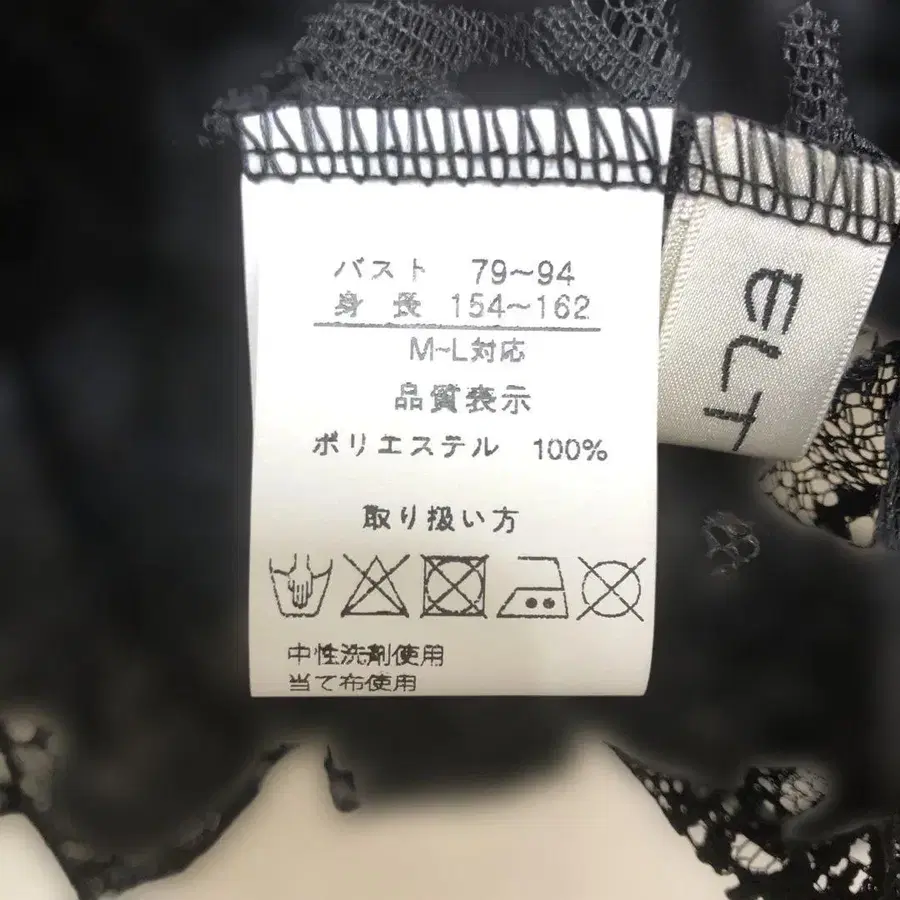 バスト 79~94
身 長 154~162
M~L対応
品質表示
ポリエステル 100%
取り扱い方
中性洗剤使用
当て布使用
ELT